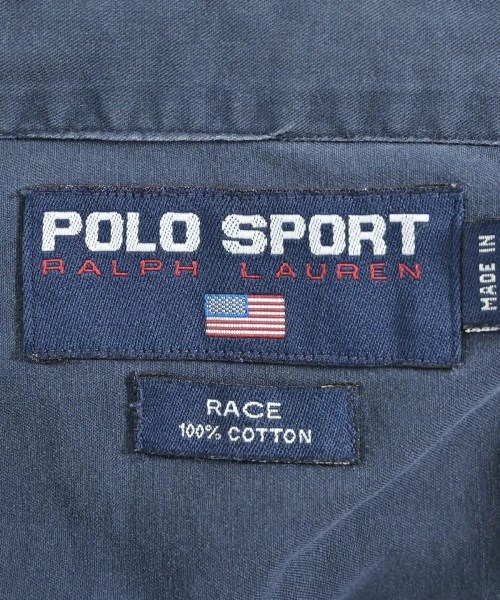 POLO SPORT
RALPH LAUREN
MADE IN
RACE
100% COTTON